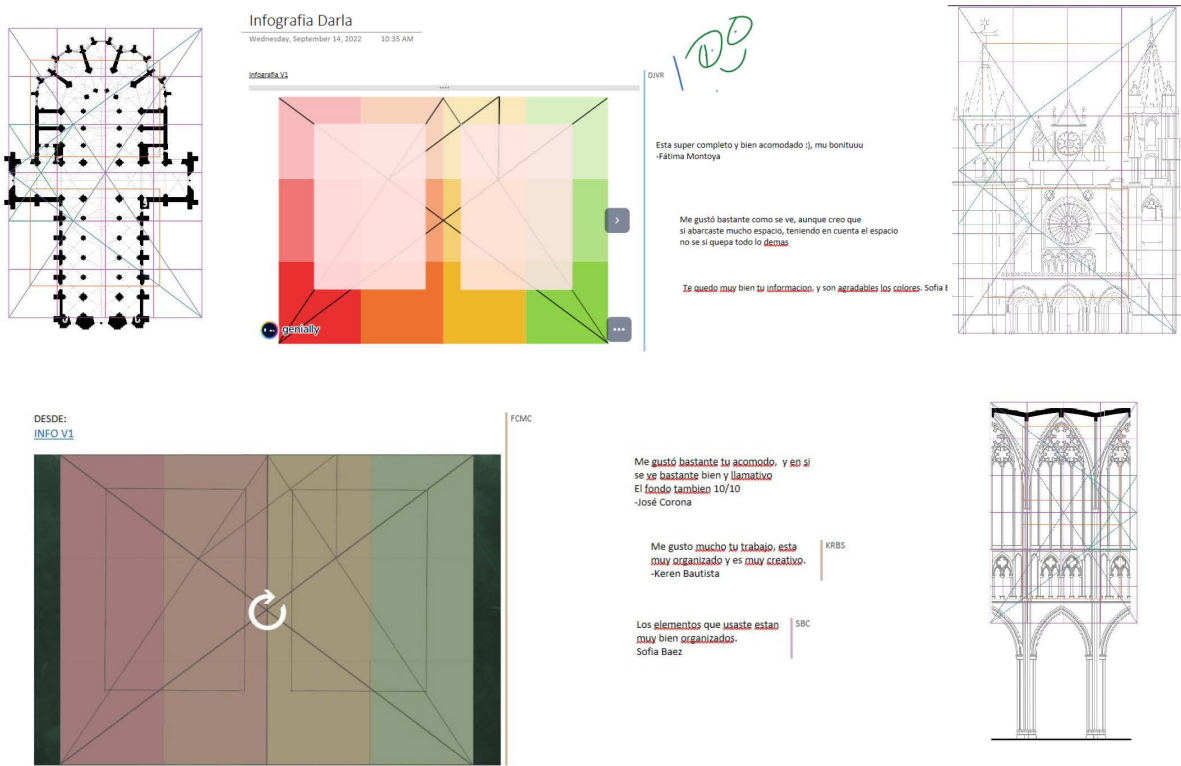 Infografia Darla
Wednesday, September 14, 2022 10:35 AM
Infografía V1
DJVR
Esta super completo y bien acomodado :), mu bonituuu
-Fátima Montoya
Me gustó bastante como se ve, aunque creo que
si abarcaste mucho espacio, teniendo en cuenta el espacio
no se si quepa todo lo demas
Te quedo muy bien tu informacion, y son agradables los colores. Sofia
genially
DESDE:
INFO V1
FCMC
Me gustó bastante tu acomodo, y en si
se ve bastante bien y llamativo
El fondo tambien 10/10
-José Corona
Me gusto mucho tu trabajo, esta
muy organizado y es muy creativo.
-Keren Bautista
KRBS
Los elementos que usaste estan
muy bien organizados.
Sofia Baez
SBC